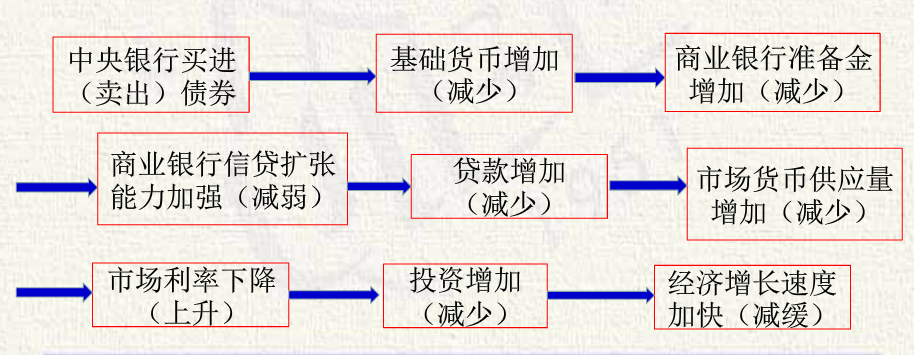 中央银行买进
（卖出）债券
基础货币增加
（减少）
商业银行准备金
增加（减少）
商业银行信贷扩张
能力加强（减弱）
贷款增加
（减少）
市场货币供应量
增加（减少）
市场利率下降
（上升）
投资增加
（减少）
经济增长速度
加快（减缓）